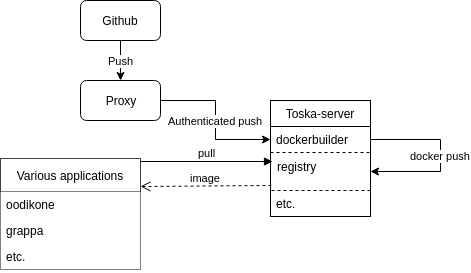 Github
Push
Proxy
Authenticated push
Toska-server
dockerbuilder
docker push
pull
registry
image
etc.
Various applications
oodikone
grappa
etc.